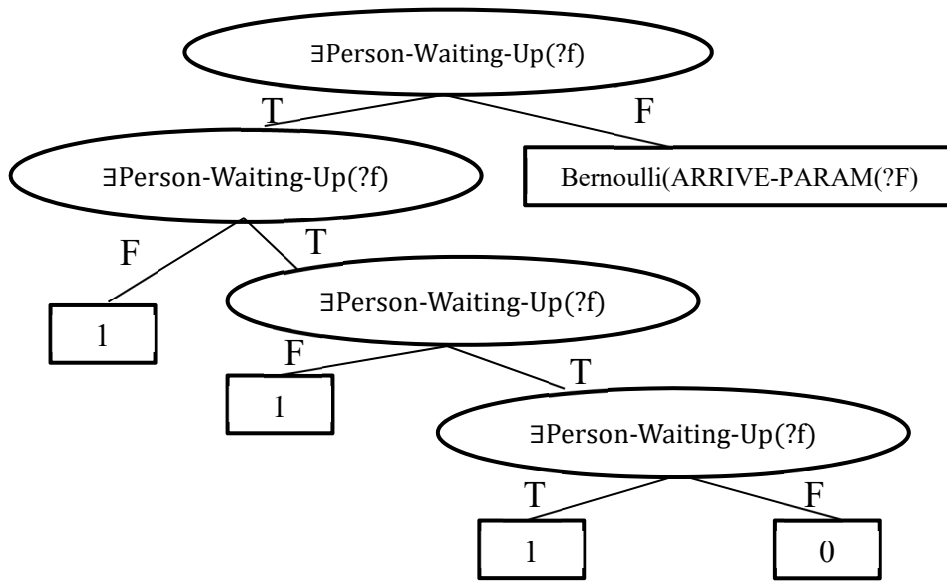 ∃Person-Waiting-Up(?f)
T
F
∃Person-Waiting-Up(?f)
Bernoulli(ARRIVE-PARAM(?F)
F
T
∃Person-Waiting-Up(?f)
1
F
T
1
∃Person-Waiting-Up(?f)
T
F
1
0